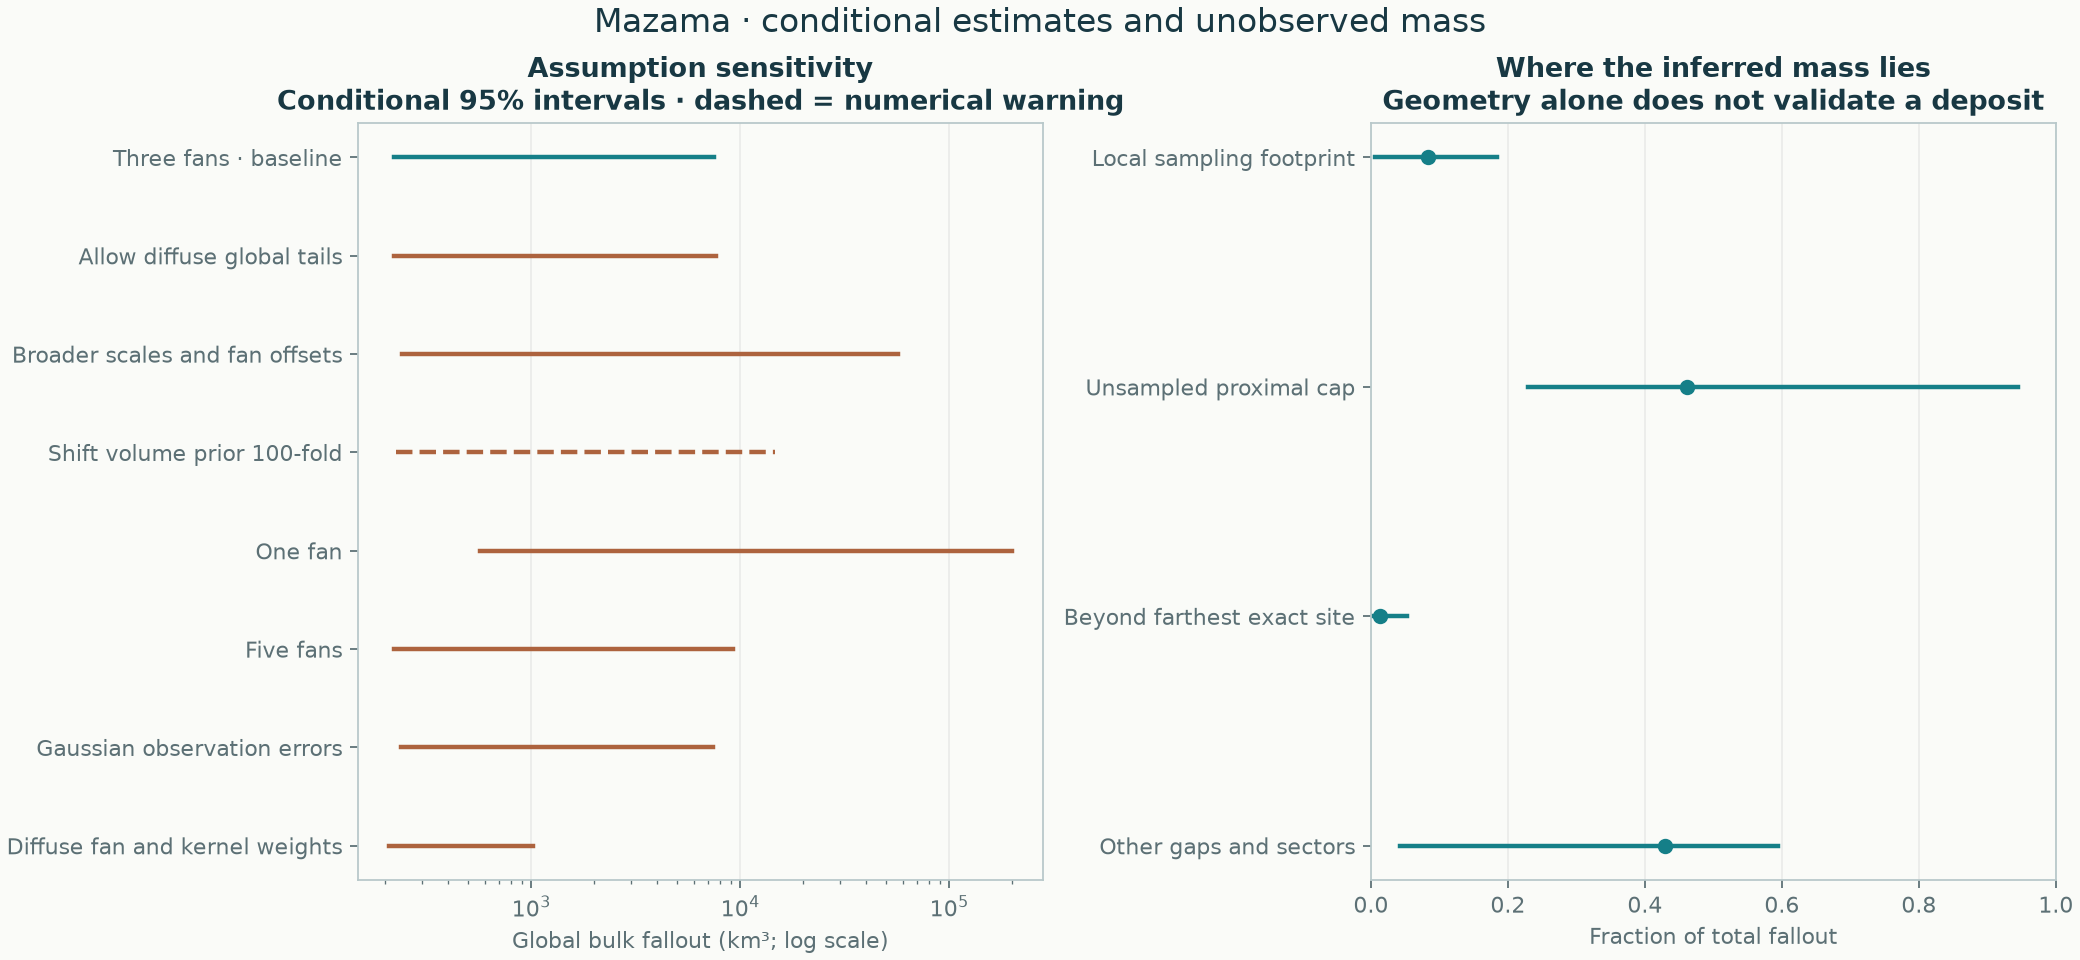 Mazama · conditional estimates and unobserved mass
Assumption sensitivity
Conditional 95% intervals · dashed = numerical warning
Three fans · baseline
Allow diffuse global tails
Broader scales and fan offsets
Shift volume prior 100-fold
One fan
Five fans
Gaussian observation errors
Diffuse fan and kernel weights
10³ 10⁴ 10⁵
Global bulk fallout (km³; log scale)
Where the inferred mass lies
Geometry alone does not validate a deposit
Local sampling footprint
Unsampled proximal cap
Beyond farthest exact site
Other gaps and sectors
0.0 0.2 0.4 0.6 0.8 1.0
Fraction of total fallout